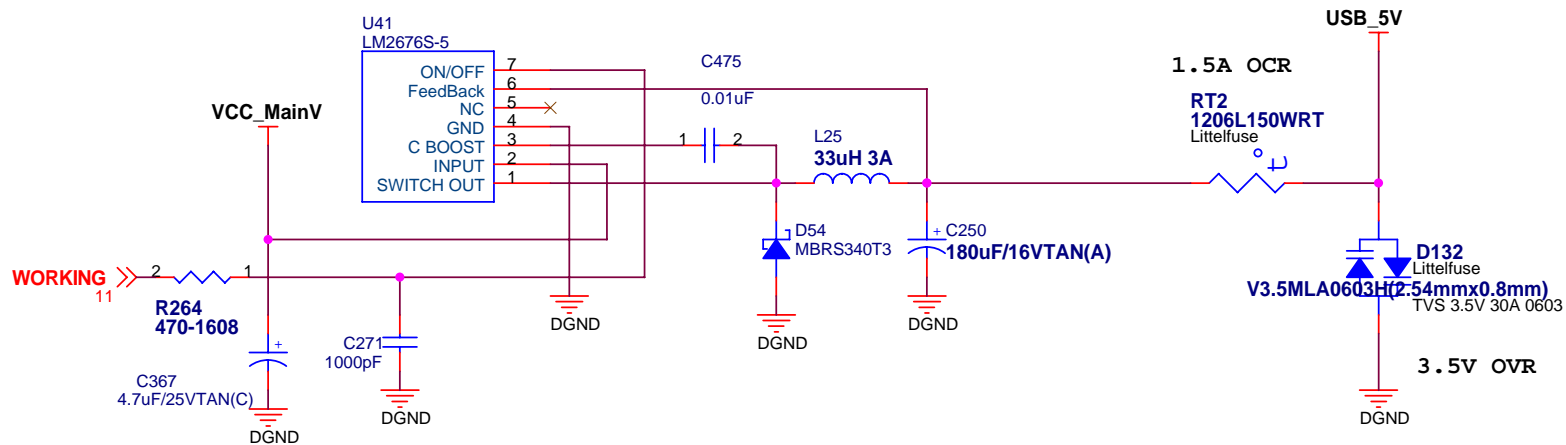 U41
LM2676S-5
ON/OFF 7
FeedBack 6
NC 5
GND 4
C BOOST 3
INPUT 2
SWITCH OUT 1
C475
0.01uF
1 2
L25
33uH 3A
USB_5V
1.5A OCR
RT2
1206L150WRT
Littelfuse
t
VCC_MainV
WORKING
11
2 1
R264
470-1608
+
C367
4.7uF/25VTAN(C)
DGND
C271
1000pF
DGND
DGND
D54
MBRS340T3
DGND
+ C250
180uF/16VTAN(A)
DGND
D132
Littelfuse
V3.5MLA0603H(2.54mmx0.8mm)
TVS 3.5V 30A 0603
3.5V OVR
DGND